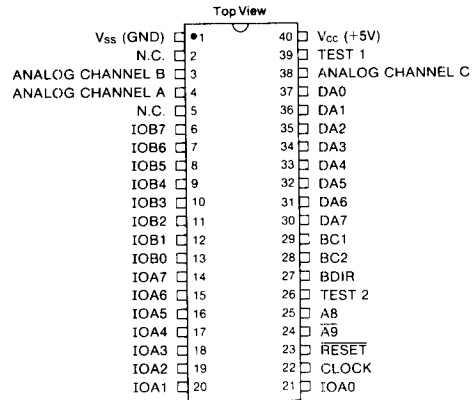 Top View
Vss (GND) 1 40 Vcc (+5V)
N.C. 2 39 TEST 1
ANALOG CHANNEL B 3 38 ANALOG CHANNEL C
ANALOG CHANNEL A 4 37 DA0
N.C. 5 36 DA1
IOB7 6 35 DA2
IOB6 7 34 DA3
IOB5 8 33 DA4
IOB4 9 32 DA5
IOB3 10 31 DA6
IOB2 11 30 DA7
IOB1 12 29 BC1
IOB0 13 28 BC2
IOA7 14 27 BDIR
IOA6 15 26 TEST 2
IOA5 16 25 A8
IOA4 17 24 A̅9̅
IOA3 18 23 R̅E̅S̅E̅T̅
IOA2 19 22 CLOCK
IOA1 20 21 IOA0